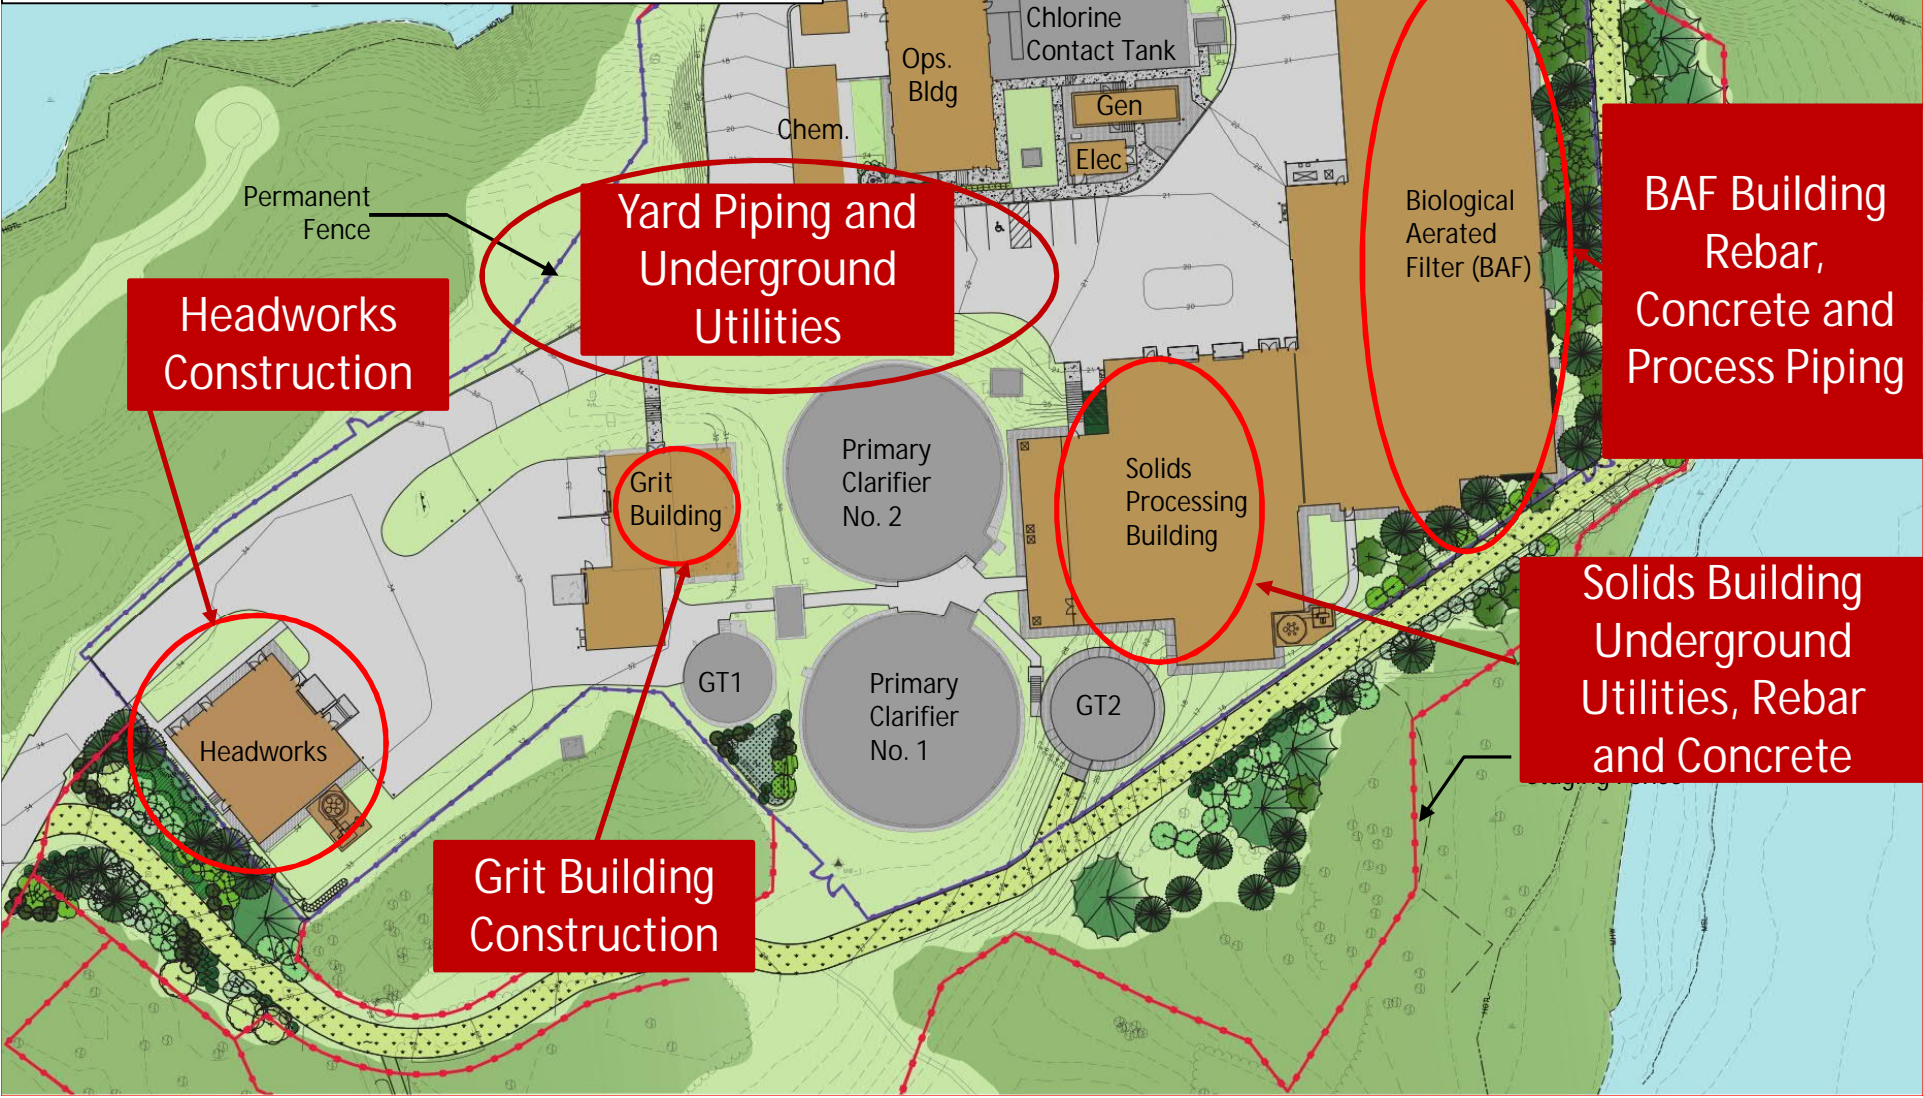 Chlorine
Contact Tank
Ops.
Bldg
Gen
Chem.
Elec
Permanent
Fence
Yard Piping and
Underground
Utilities
Biological
Aerated
Filter (BAF)
BAF Building
Rebar,
Concrete and
Process Piping
Headworks
Construction
Grit
Building
Primary
Clarifier
No. 2
Solids
Processing
Building
Solids Building
Underground
Utilities, Rebar
and Concrete
GT1
Primary
Clarifier
No. 1
GT2
Headworks
Grit Building
Construction